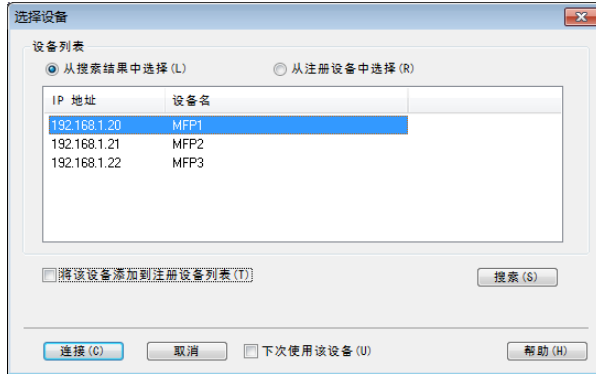 选择设备
设备列表
从搜索结果中选择(L) 从注册设备中选择(R)
IP 地址 设备名
192.168.1.20 MFP1
192.168.1.21 MFP2
192.168.1.22 MFP3
将该设备添加到注册设备列表(T) 搜索(S)
连接(C) 取消 下次使用该设备(U) 帮助(H)